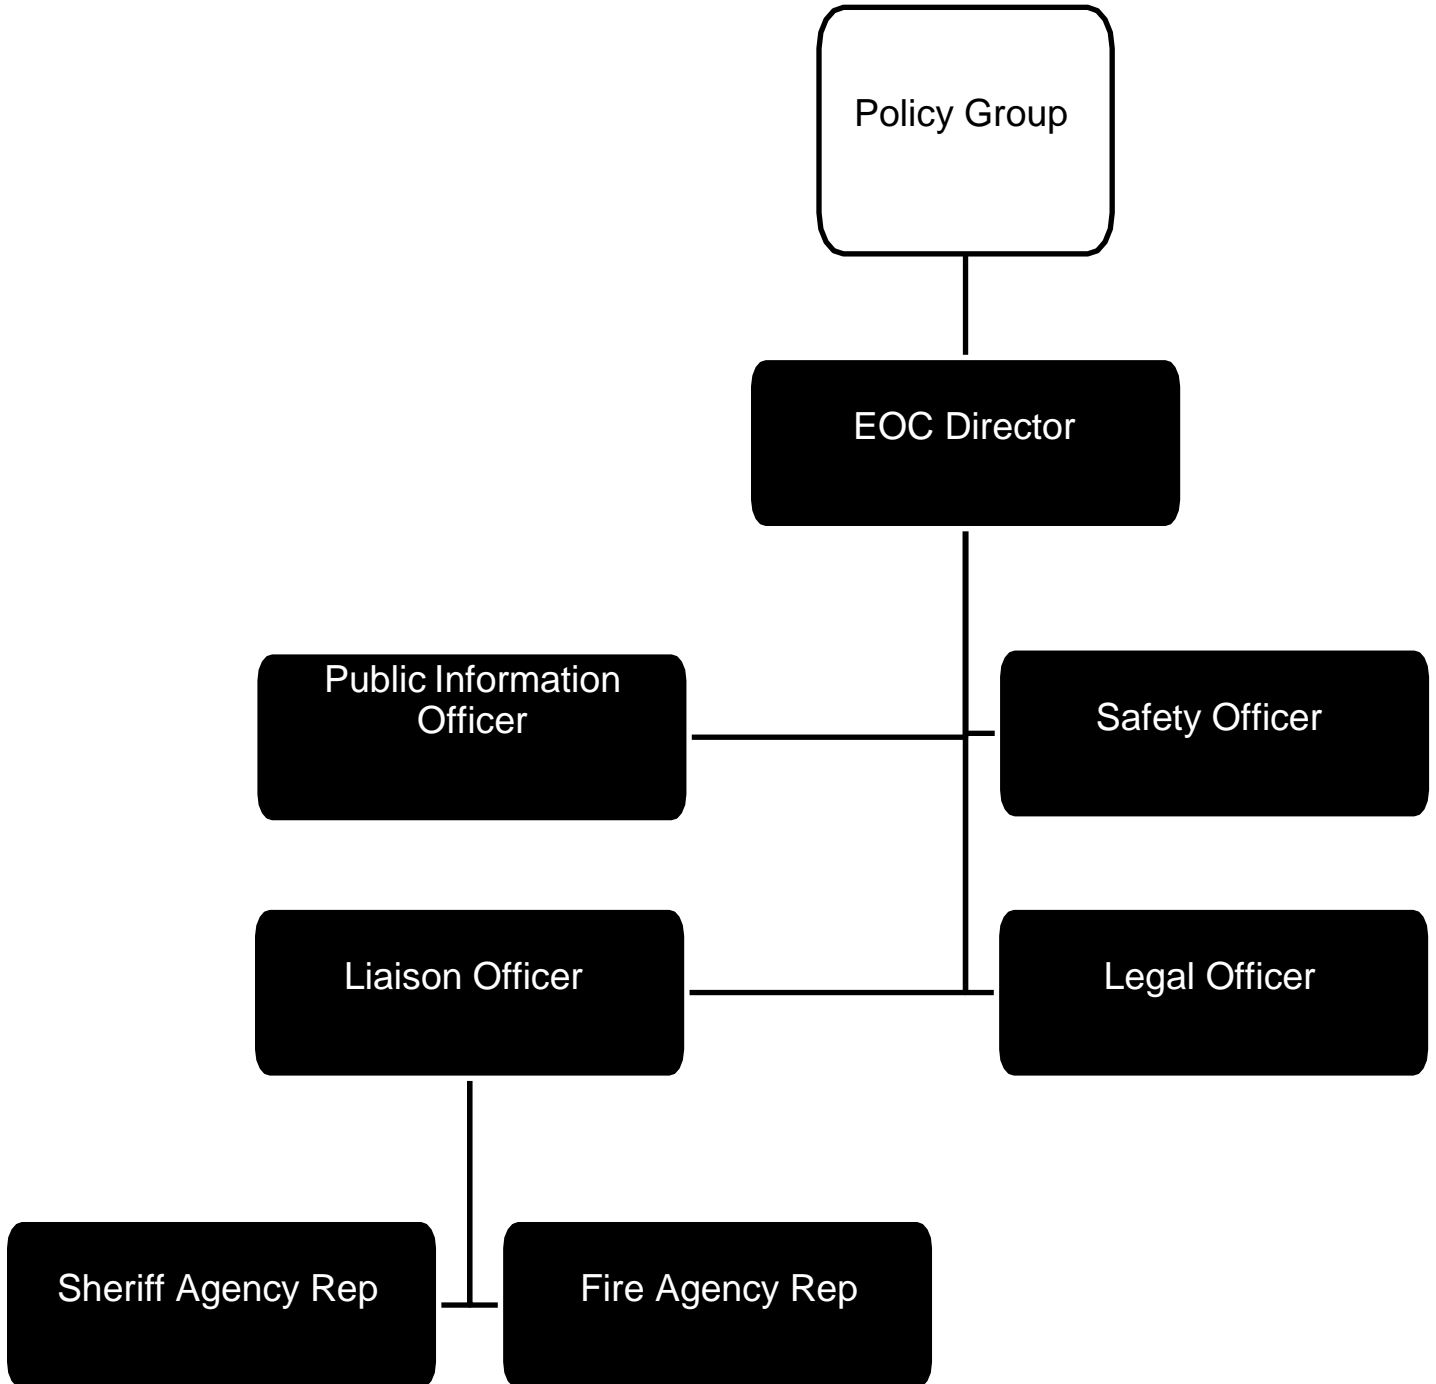 Policy Group
EOC Director
Public Information
Officer
Safety Officer
Liaison Officer
Legal Officer
Sheriff Agency Rep
Fire Agency Rep